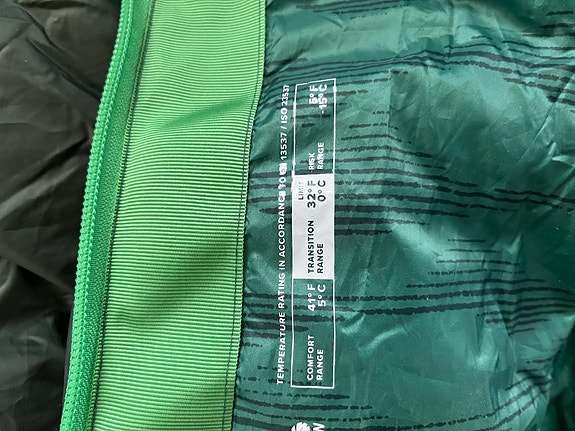 TEMPERATURE RATING IN ACCORDANCE TO EN 13537 / ISO 23537
COMFORT
RANGE
41° F
5° C
TRANSITION
RANGE
LIMIT
32° F
0° C
RISK
RANGE
5° F
-15° C